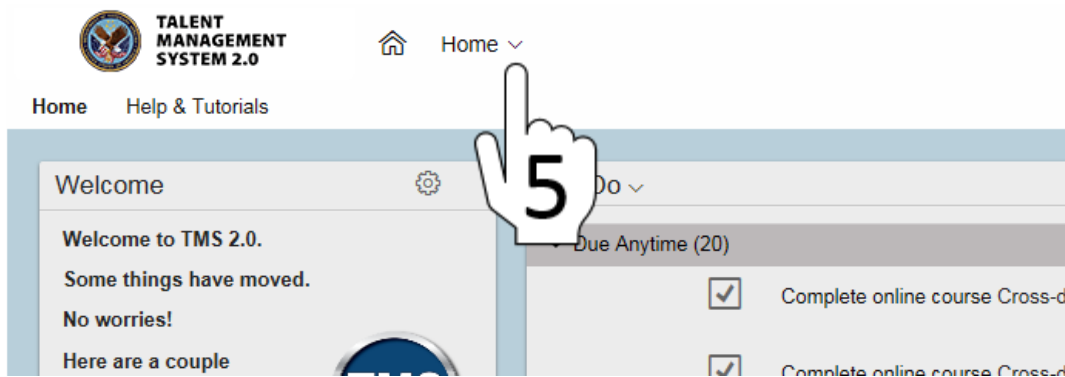 TALENT
MANAGEMENT
SYSTEM 2.0
Home
Home Help & Tutorials
5
Welcome
Do
Welcome to TMS 2.0.
Some things have moved.
No worries!
Here are a couple
Due Anytime (20)
Complete online course Cross-d
Complete online course Cross-d
TMS